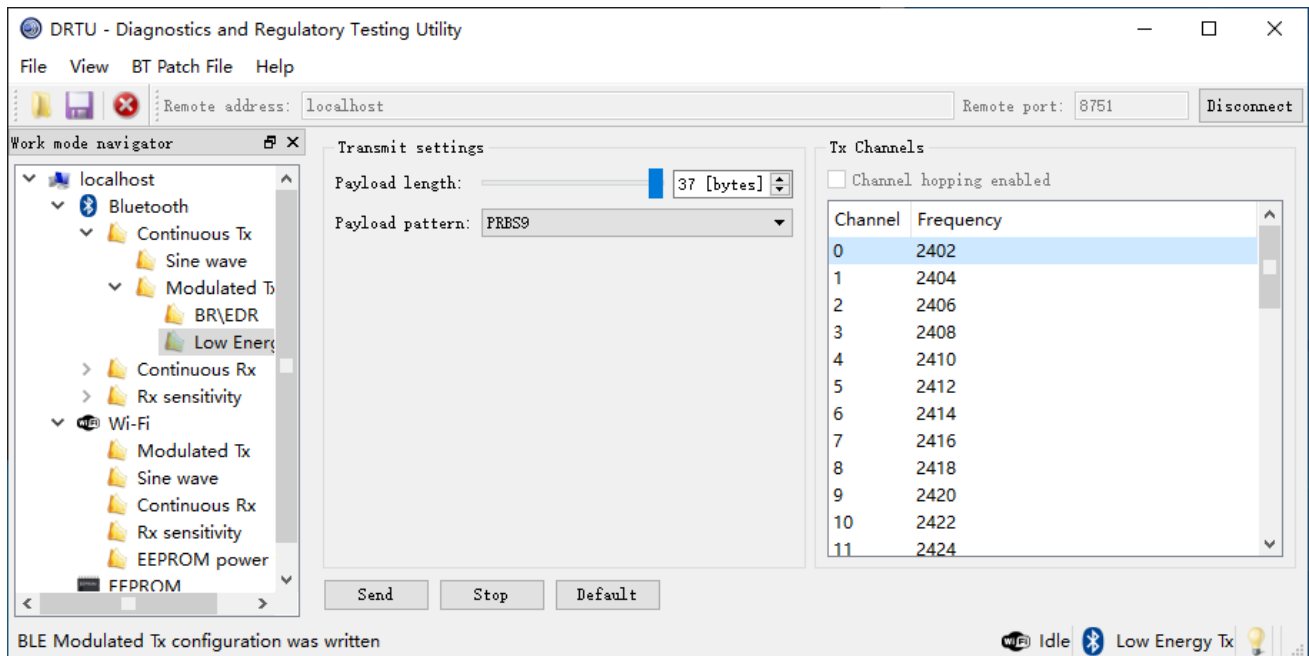 DRTU - Diagnostics and Regulatory Testing Utility
File View BT Patch File Help
Remote address: localhost Remote port: 8751 Disconnect
Work mode navigator
localhost
Bluetooth
Continuous Tx
Sine wave
Modulated Tx
BR\EDR
Low Energ
Continuous Rx
Rx sensitivity
Wi-Fi
Modulated Tx
Sine wave
Continuous Rx
Rx sensitivity
EEPROM power
EEPROM
Transmit settings
Payload length: 37 [bytes]
Payload pattern: PRBS9
Send Stop Default
Tx Channels
Channel hopping enabled
Channel Frequency
0 2402
1 2404
2 2406
3 2408
4 2410
5 2412
6 2414
7 2416
8 2418
9 2420
10 2422
11 2424
BLE Modulated Tx configuration was written
WiFi Idle Low Energy Tx